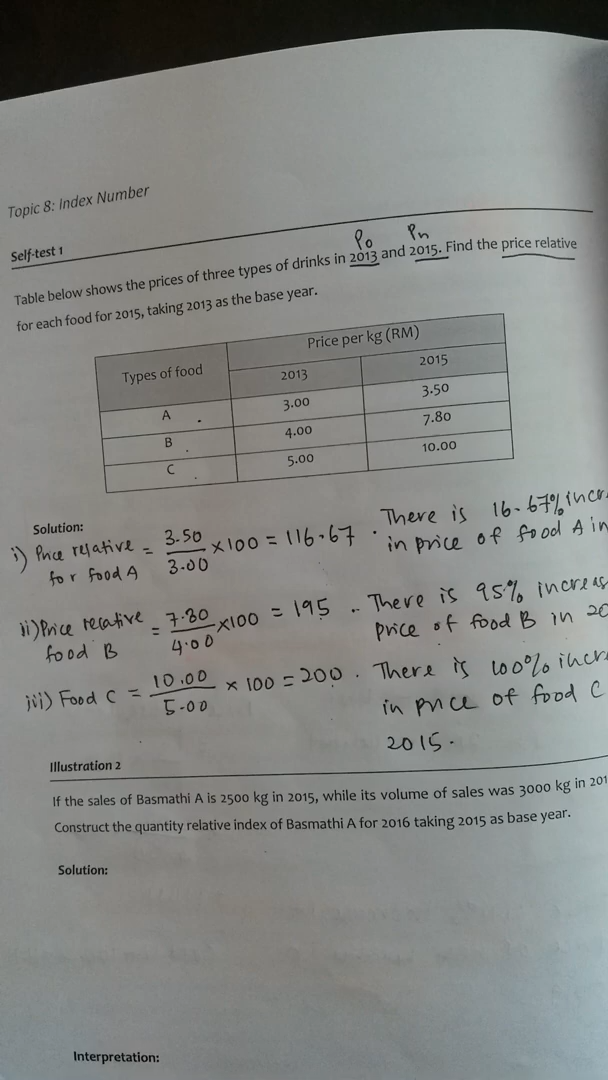 Topic 8: Index Number
Self-test 1
Po Pn
Table below shows the prices of three types of drinks in 2013 and 2015. Find the price relative
for each food for 2015, taking 2013 as the base year.
Types of food Price per kg (RM)
2013 2015
A 3.00 3.50
B 4.00 7.80
C 5.00 10.00
Solution:
i) Price relative for food A = 3.50 / 3.00 × 100 = 116.67 . There is 16.67% incr
in price of food A in
ii) Price relative food B = 7.80 / 4.00 × 100 = 195 .. There is 95% increas
price of food B in 20
iii) Food C = 10.00 / 5.00 × 100 = 200 . There is 100% incr
in price of food C
2015.
Illustration 2
If the sales of Basmathi A is 2500 kg in 2015, while its volume of sales was 3000 kg in 201
Construct the quantity relative index of Basmathi A for 2016 taking 2015 as base year.
Solution:
Interpretation: